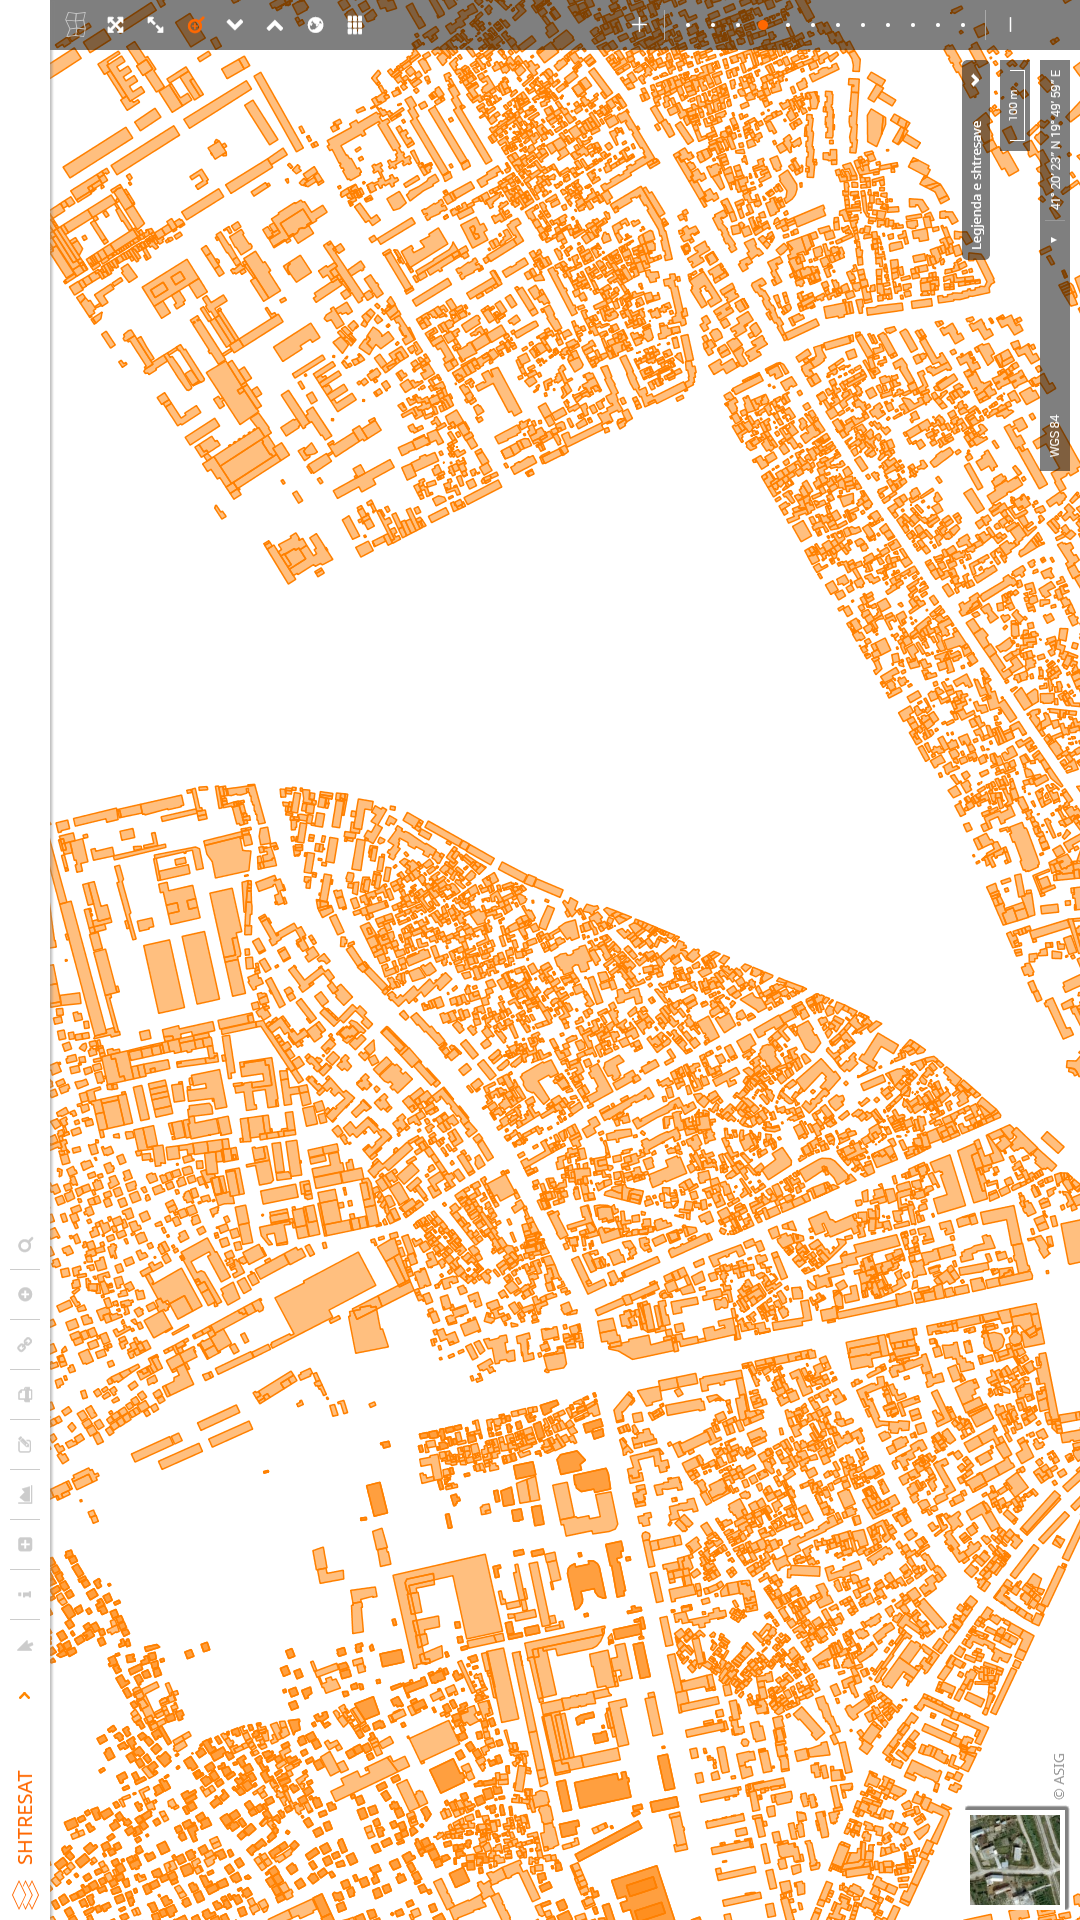 SHTRESAT
Legjenda e shtresave
100 m
41° 20' 23" N 19° 49' 59" E
WGS 84
© ASIG